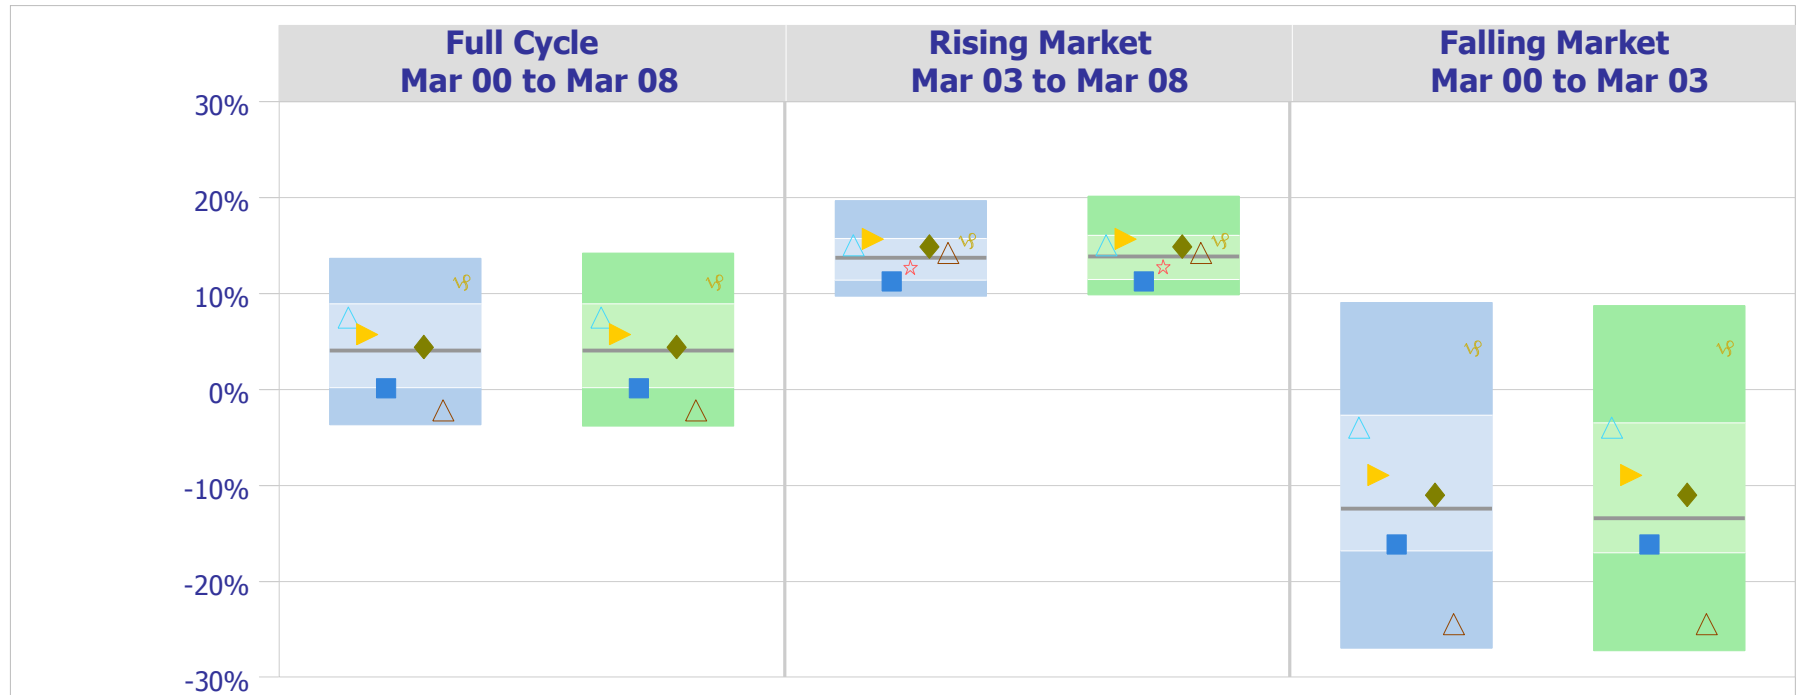 Full Cycle
Mar 00 to Mar 08
Rising Market
Mar 03 to Mar 08
Falling Market
Mar 00 to Mar 03
30%
20%
10%
0%
-10%
-20%
-30%